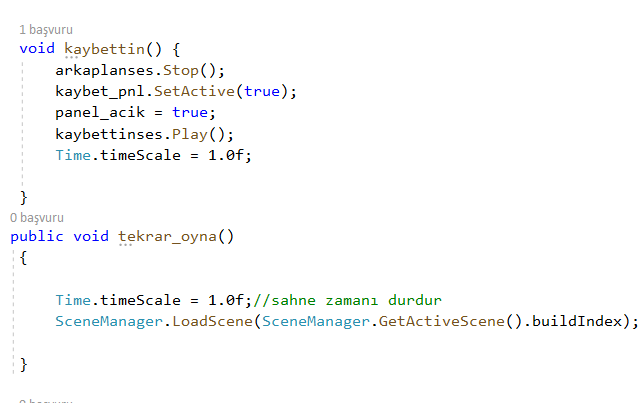 1 başvuru
void kaybettin() {
arkaplanses.Stop();
kaybet_pnl.SetActive(true);
panel_acik = true;
kaybettinses.Play();
Time.timeScale = 1.0f;
}
0 başvuru
public void tekrar_oyna()
{
Time.timeScale = 1.0f;//sahne zamanı durdur
SceneManager.LoadScene(SceneManager.GetActiveScene().buildIndex);
}